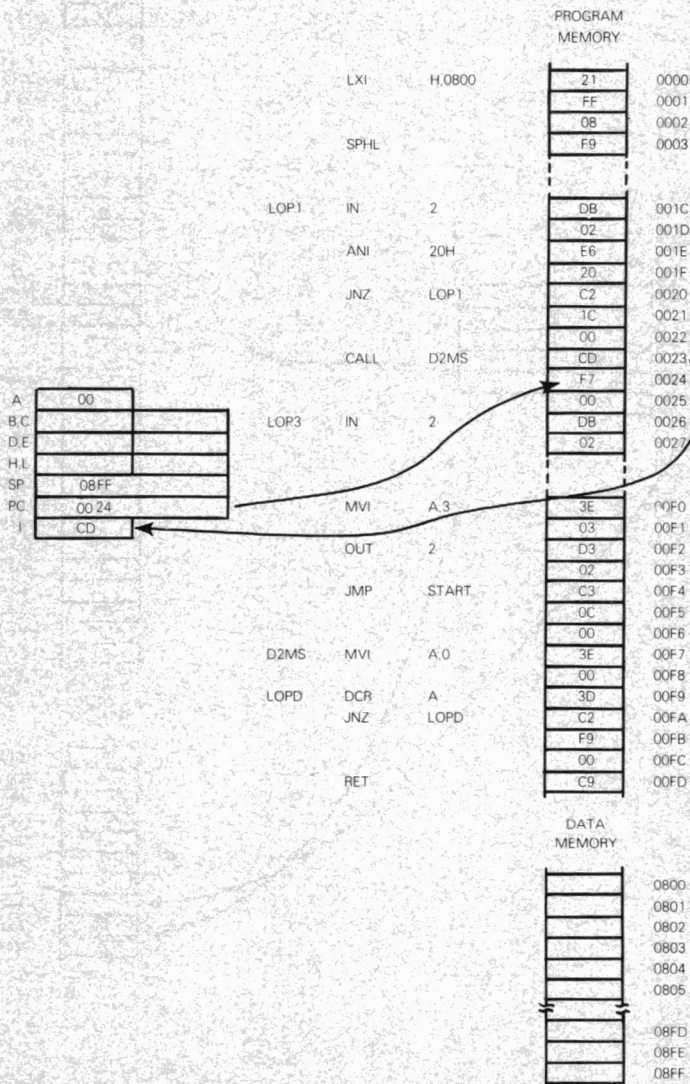 PROGRAM
MEMORY
LXI H,0800 21 0000
FF 0001
08 0002
SPHL F9 0003
LOP1 IN 2 DB 001C
02 001D
ANI 20H E6 001E
20 001F
JNZ LOP1 C2 0020
1C 0021
00 0022
CALL D2MS CD 0023
F7 0024
A 00 00 0025
B,C LOP3 IN 2 DB 0026
D,E 02 0027
H,L
SP 08FF
PC 00 24 MVI A,3 3E 00F0
I CD 03 00F1
OUT 2 D3 00F2
02 00F3
JMP START C3 00F4
0C 00F5
00 00F6
D2MS MVI A,0 3E 00F7
00 00F8
LOPD DCR A 3D 00F9
JNZ LOPD C2 00FA
F9 00FB
00 00FC
RET C9 00FD
DATA
MEMORY
0800
0801
0802
0803
0804
0805
08FD
08FE
08FF